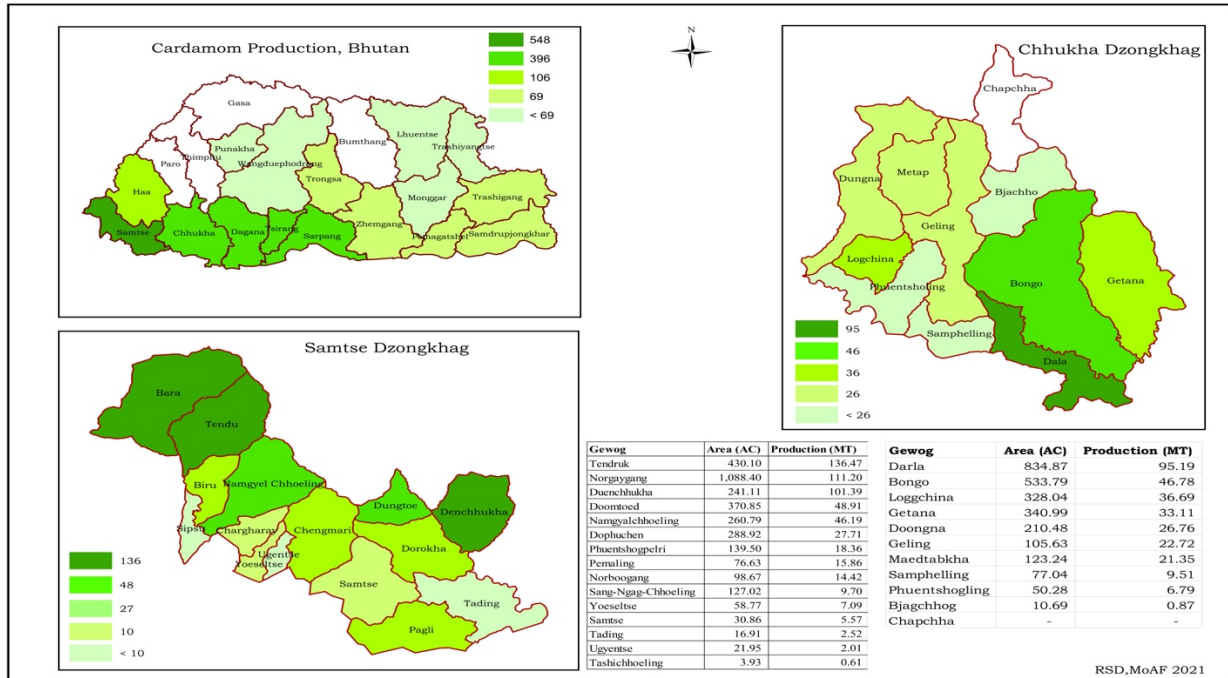 Cardamom Production, Bhutan
548
396
106
69
< 69
Gasa
Bumthang
Lhuentse
Trashiyangtse
Punakha
Thimphu
Paro
Wangduephodrang
Haa
Trongsa
Monggar
Trashigang
Samtse
Chhukha
Dagana
Tsirang
Sarpang
Zhemgang
Pemagatshel
Samdrupjongkhar
N
Chhukha Dzongkhag
Chapchha
Dungna
Metap
Bjachho
Geling
Logchina
Phuentsholing
Bongo
Getana
Samphelling
Dala
95
46
36
26
< 26
Samtse Dzongkhag
Bara
Tendu
Biru
Namgyel Chhoeling
Sipsu
Chargharay
Ugentse
Yoeseltse
Chengmari
Dungtoe
Denchhukha
Dorokha
Samtse
Tading
Pagli
136
48
27
10
< 10
Gewog Area (AC) Production (MT)
Tendruk 430.10 136.47
Norgaygang 1,088.40 111.20
Duenchhukha 241.11 101.39
Doomtoed 370.85 48.91
Namgyalchhoeling 260.79 46.19
Dophuchen 288.92 27.71
Phuentshogpelri 139.50 18.36
Pemaling 76.63 15.86
Norboogang 98.67 14.42
Sang-Ngag-Chhoeling 127.02 9.70
Yoeseltse 58.77 7.09
Samtse 30.86 5.57
Tading 16.91 2.52
Ugyentse 21.95 2.01
Tashichhoeling 3.93 0.61
Gewog Area (AC) Production (MT)
Darla 834.87 95.19
Bongo 533.79 46.78
Loggchina 328.04 36.69
Getana 340.99 33.11
Doongna 210.48 26.76
Geling 105.63 22.72
Maedtabkha 123.24 21.35
Samphelling 77.04 9.51
Phuentshogling 50.28 6.79
Bjagchhog 10.69 0.87
Chapchha - -
RSD,MoAF 2021